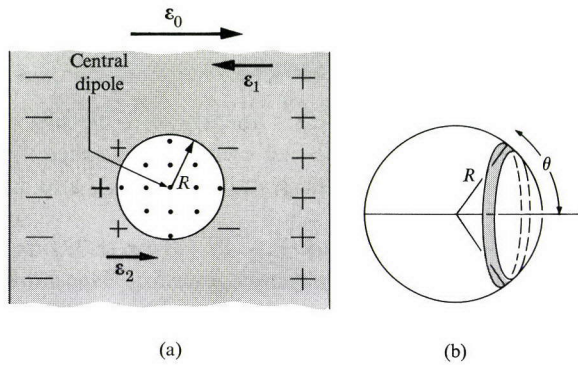 ε₀
Central
dipole
ε₁
R
ε₂
(a)
R
θ
(b)